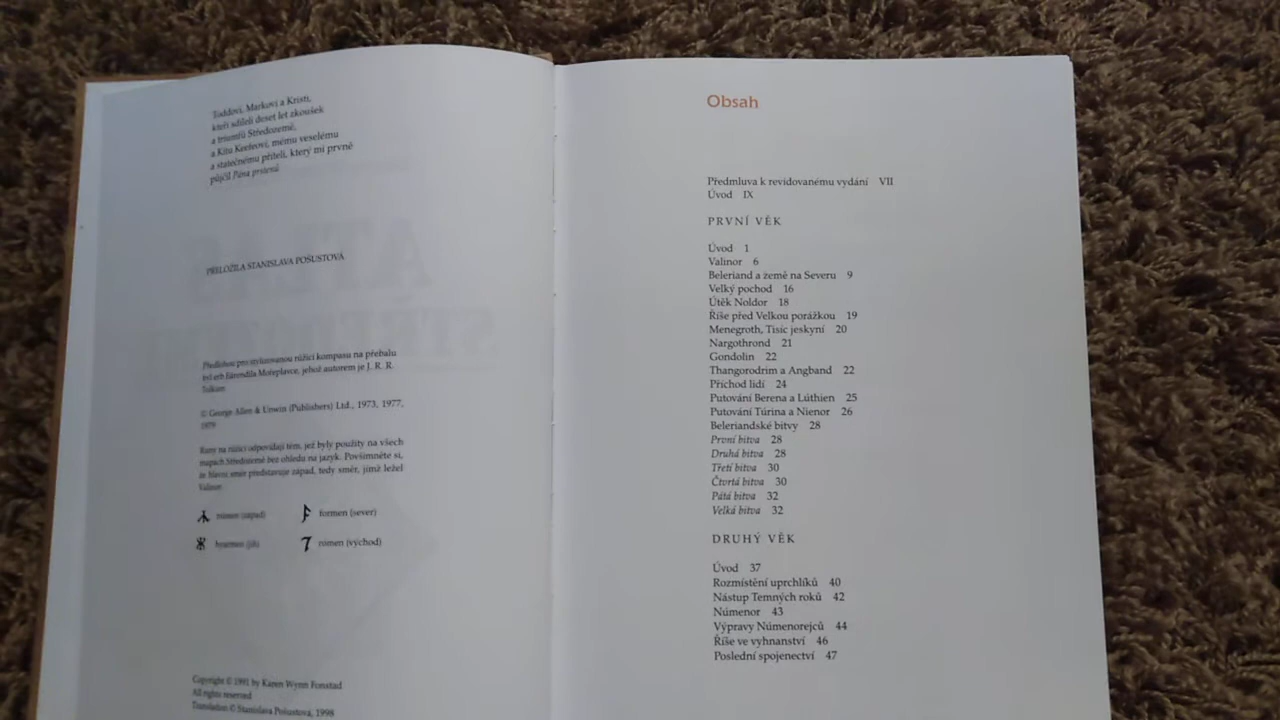 Toddovi, Markovi a Kristi,
kteří sdíleli deset let zkoušek
a triumfů Středozemě,
a Kitu Keefeovi, mému veselému
a statečnému příteli, který mi prvně
půjčil Pána prstenů
PŘELOŽILA STANISLAVA POŠUSTOVÁ
Předlohou pro stylizovanou růžici kompasu na přebalu
byl erb Eärendila Mořeplavce, jehož autorem je J. R. R.
Tolkien
© George Allen & Unwin (Publishers) Ltd., 1973, 1977,
1979
Runy na růžici odpovídají těm, jež byly použity na všech
mapách Středozemě bez ohledu na jazyk. Povšimněte si,
že hlavní směr představuje západ, tedy směr, jímž ležel
Valinor
(západ) formen (sever)
hyarmen (jih) rómen (východ)
Copyright © 1991 by Karen Wynn Fonstad
All rights reserved
Translation © Stanislava Pošustová, 1998
Obsah
Předmluva k revidovanému vydání VII
Úvod IX
PRVNÍ VĚK
Úvod 1
Valinor 6
Beleriand a země na Severu 9
Velký pochod 16
Útěk Noldor 18
Říše před Velkou porážkou 19
Menegroth, Tisíc jeskyní 20
Nargothrond 21
Gondolin 22
Thangorodrim a Angband 22
Příchod lidí 24
Putování Berena a Lúthien 25
Putování Túrina a Nienor 26
Beleriandské bitvy 28
První bitva 28
Druhá bitva 28
Třetí bitva 30
Čtvrtá bitva 30
Pátá bitva 32
Velká bitva 32
DRUHÝ VĚK
Úvod 37
Rozmístění uprchlíků 40
Nástup Temných roků 42
Númenor 43
Výpravy Númenorejců 44
Říše ve vyhnanství 46
Poslední spojenectví 47